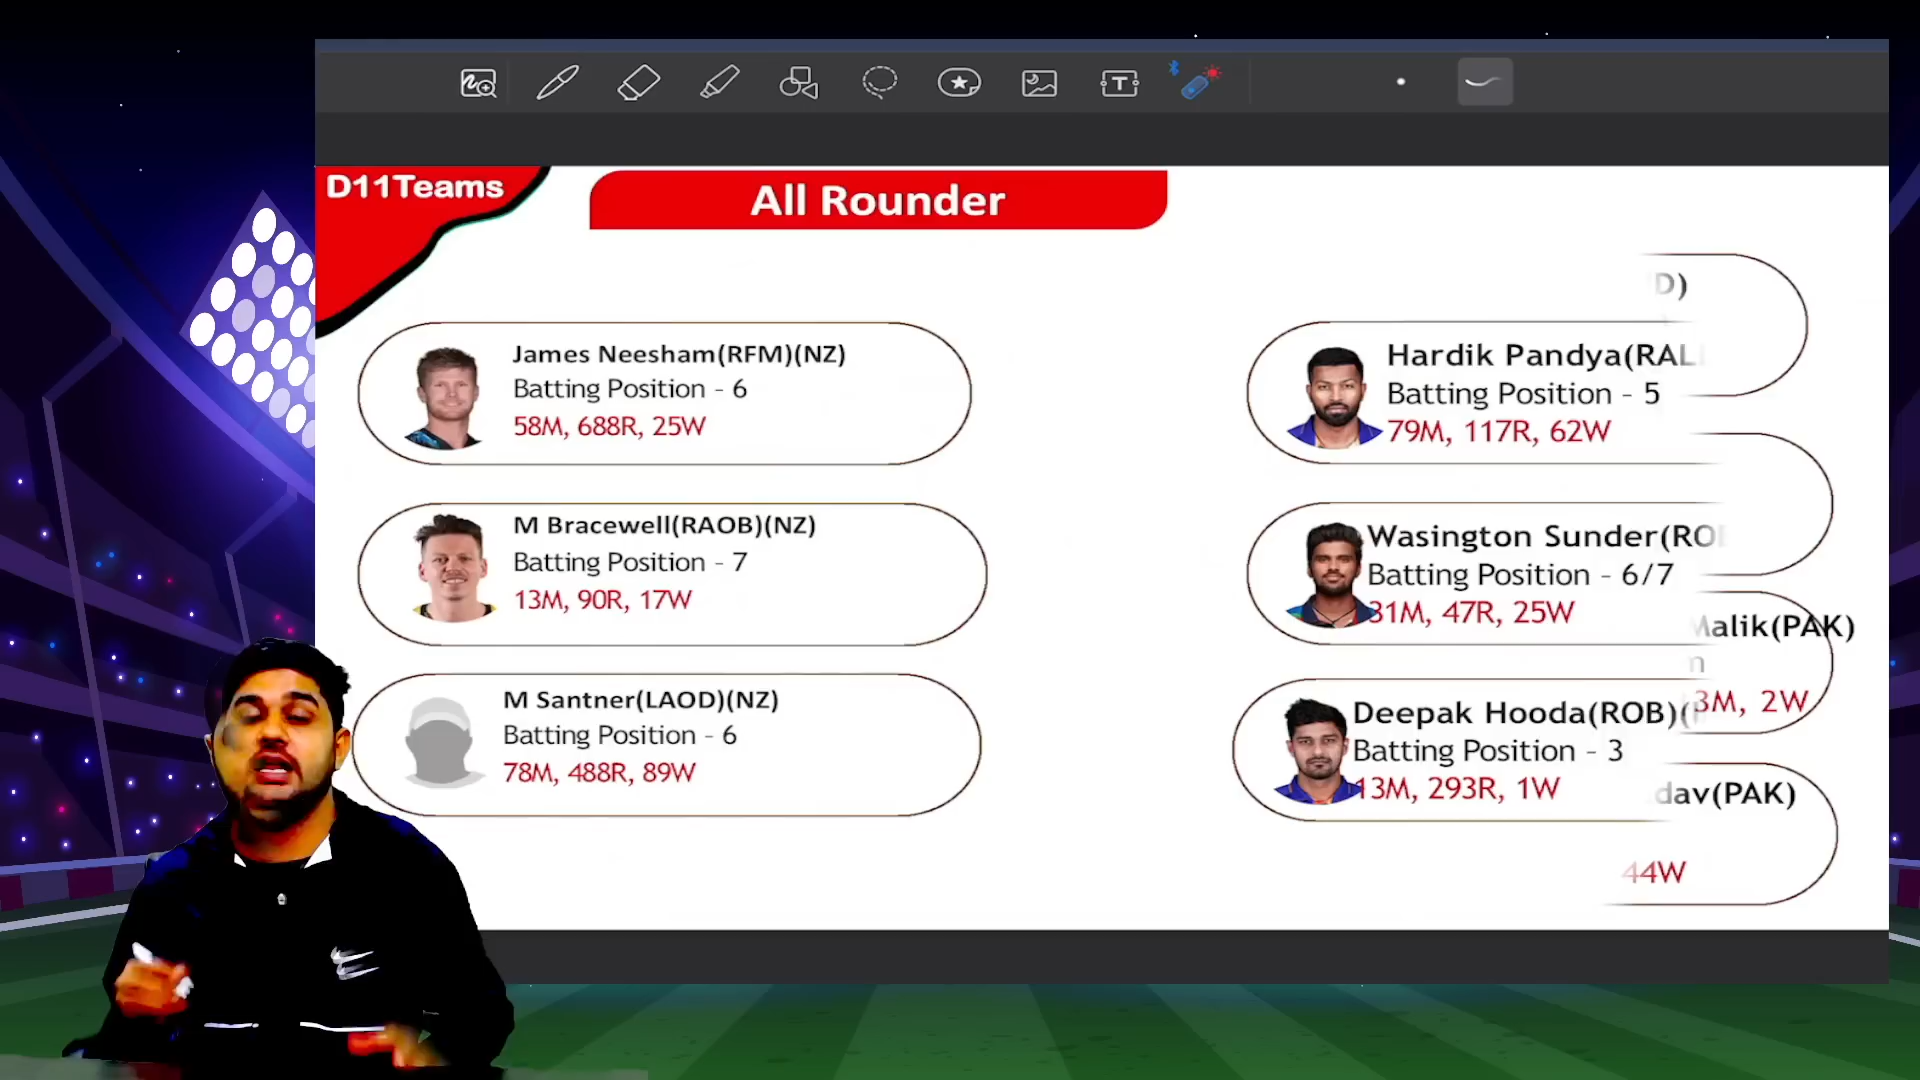 D11Teams
All Rounder
James Neesham(RFM)(NZ)
Batting Position - 6
58M, 688R, 25W
M Bracewell(RAOB)(NZ)
Batting Position - 7
13M, 90R, 17W
M Santner(LAOD)(NZ)
Batting Position - 6
78M, 488R, 89W
D)
Hardik Pandya(RAL
Batting Position - 5
79M, 117R, 62W
Wasington Sunder(RO
Batting Position - 6/7
31M, 47R, 25W
Malik(PAK)
n
3M, 2W
Deepak Hooda(ROB)(
Batting Position - 3
13M, 293R, 1W
dav(PAK)
44W